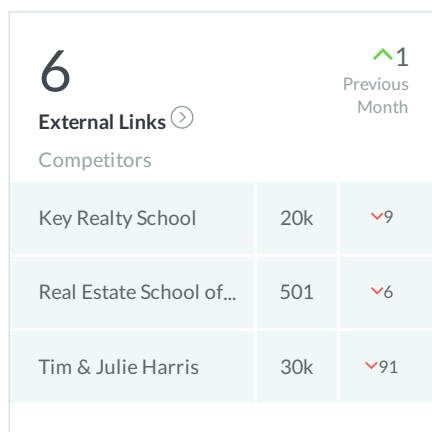 6
1
Previous
Month
External Links
Competitors
Key Realty School 20k 9
Real Estate School of... 501 6
Tim & Julie Harris 30k 91